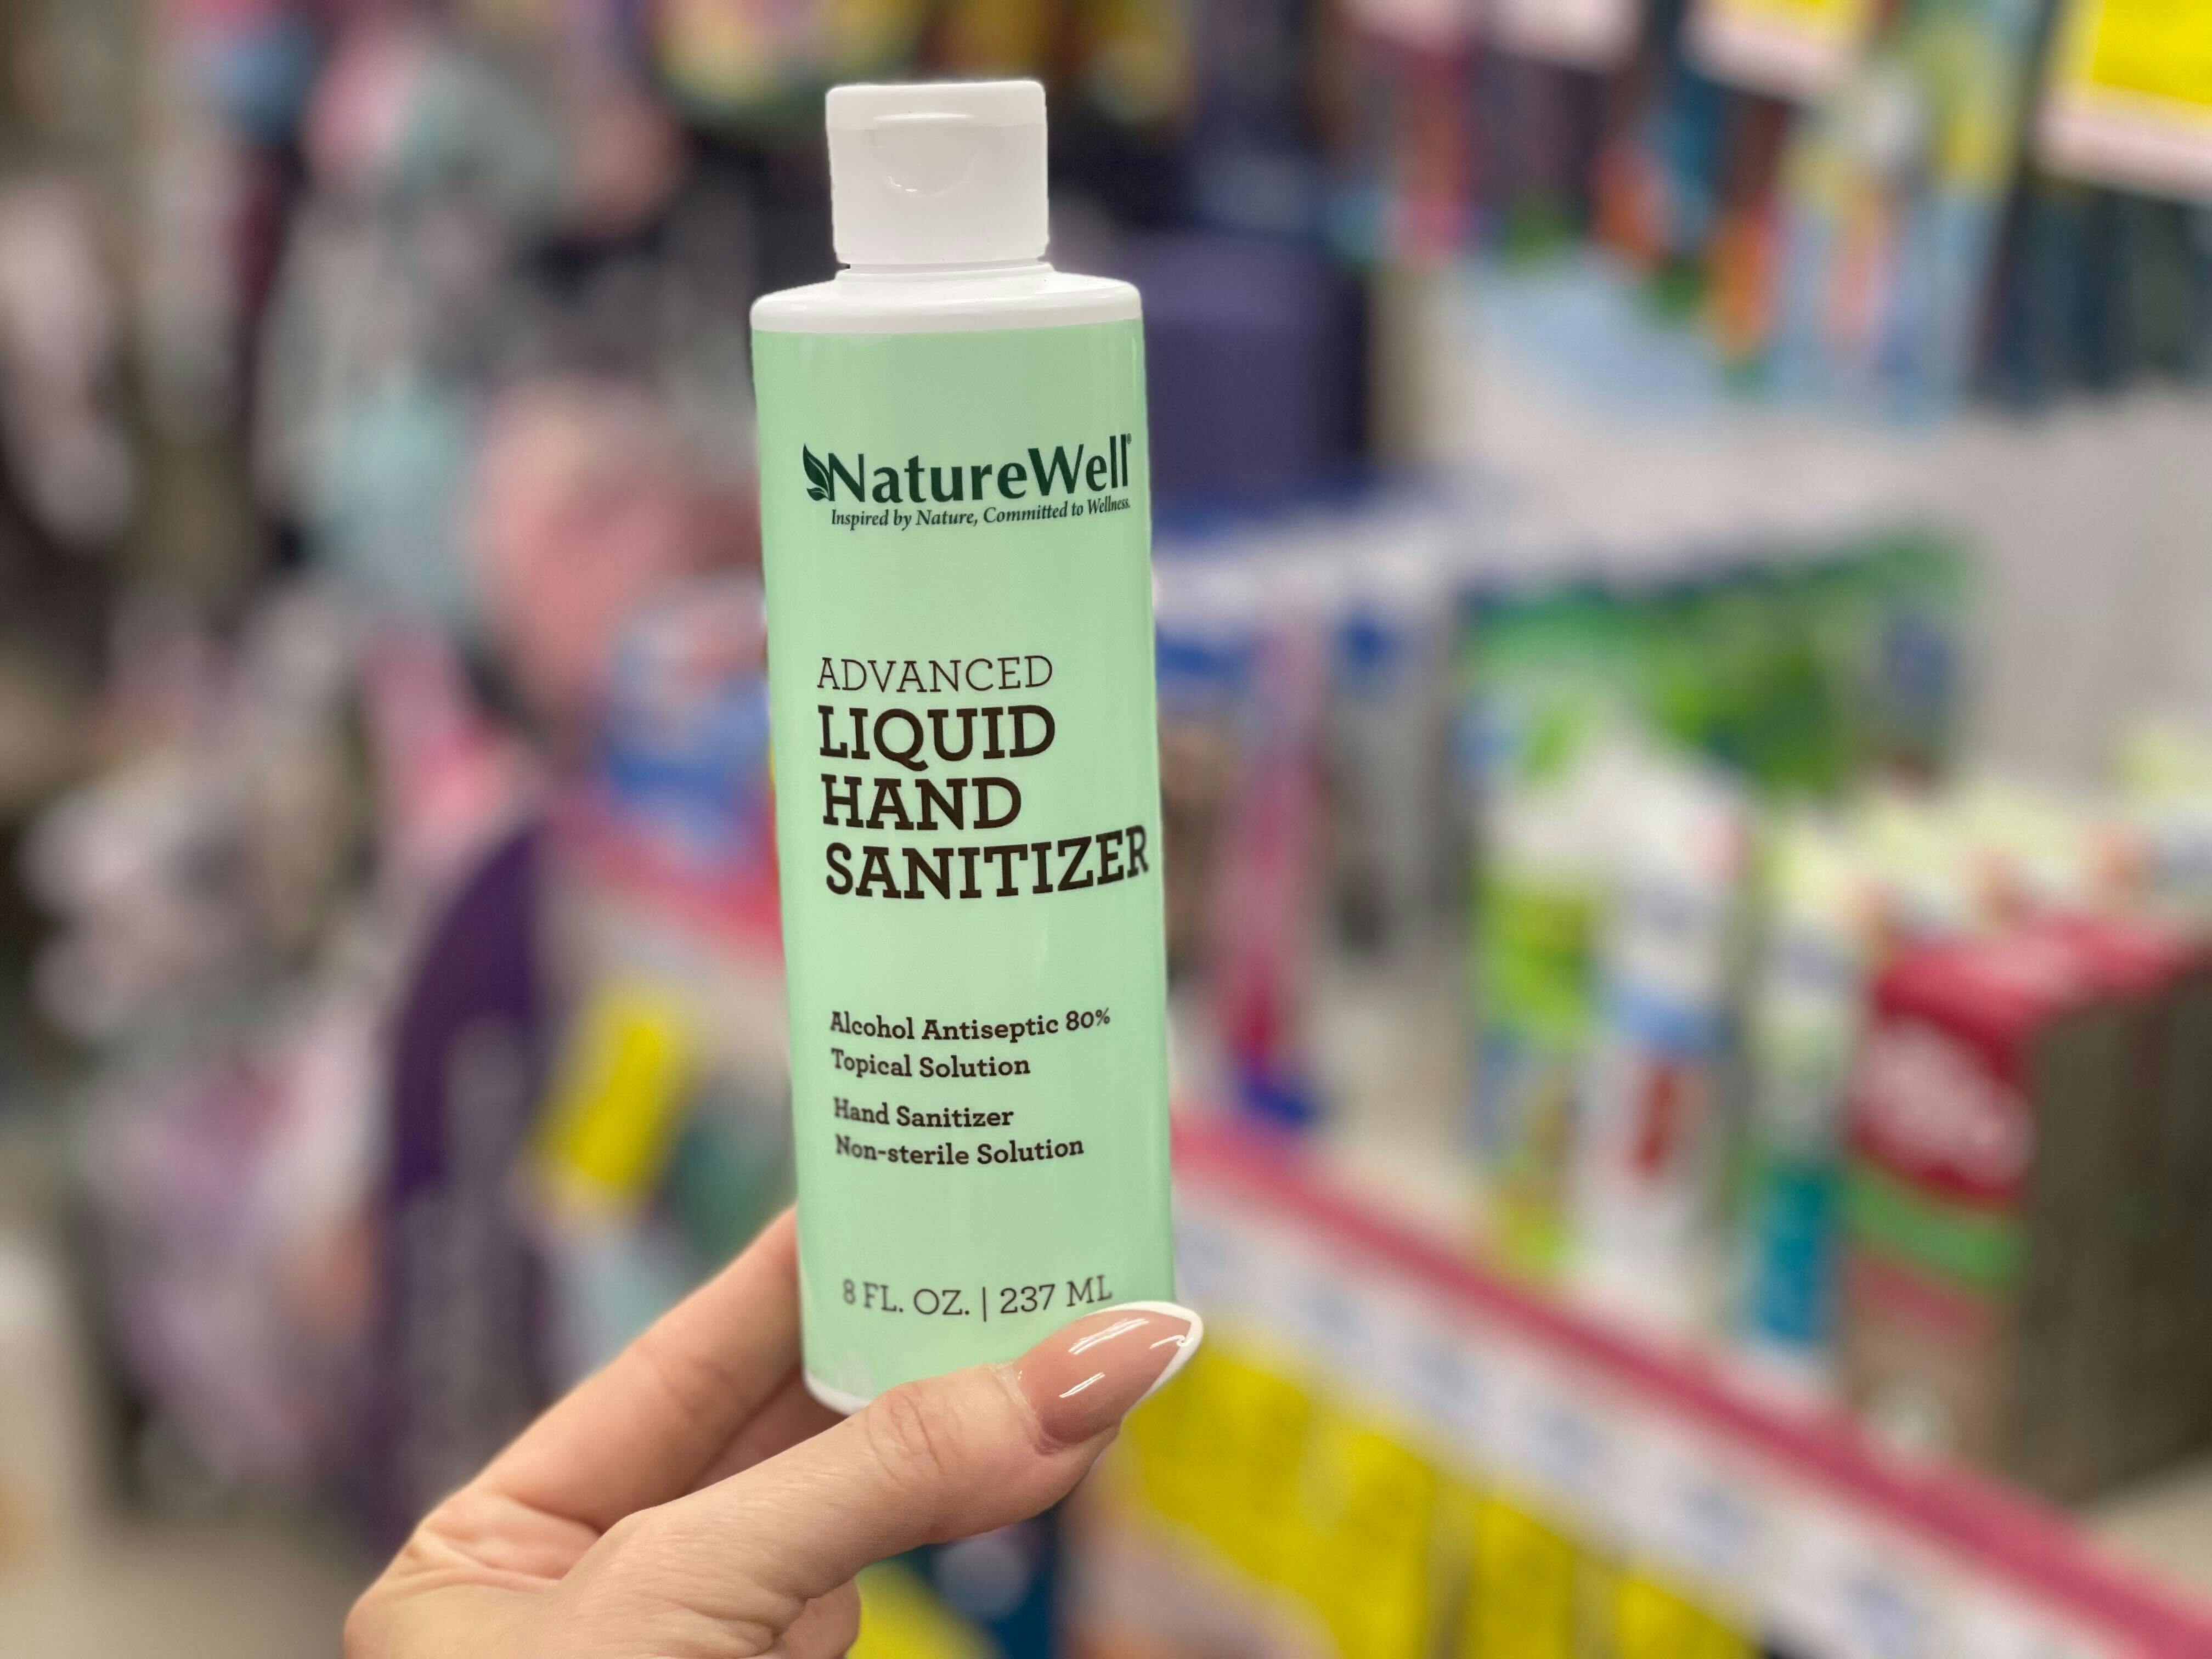 NatureWell®
Inspired by Nature, Committed to Wellness.
ADVANCED
LIQUID
HAND
SANITIZER
Alcohol Antiseptic 80%
Topical Solution
Hand Sanitizer
Non-sterile Solution
8 FL. OZ. | 237 ML